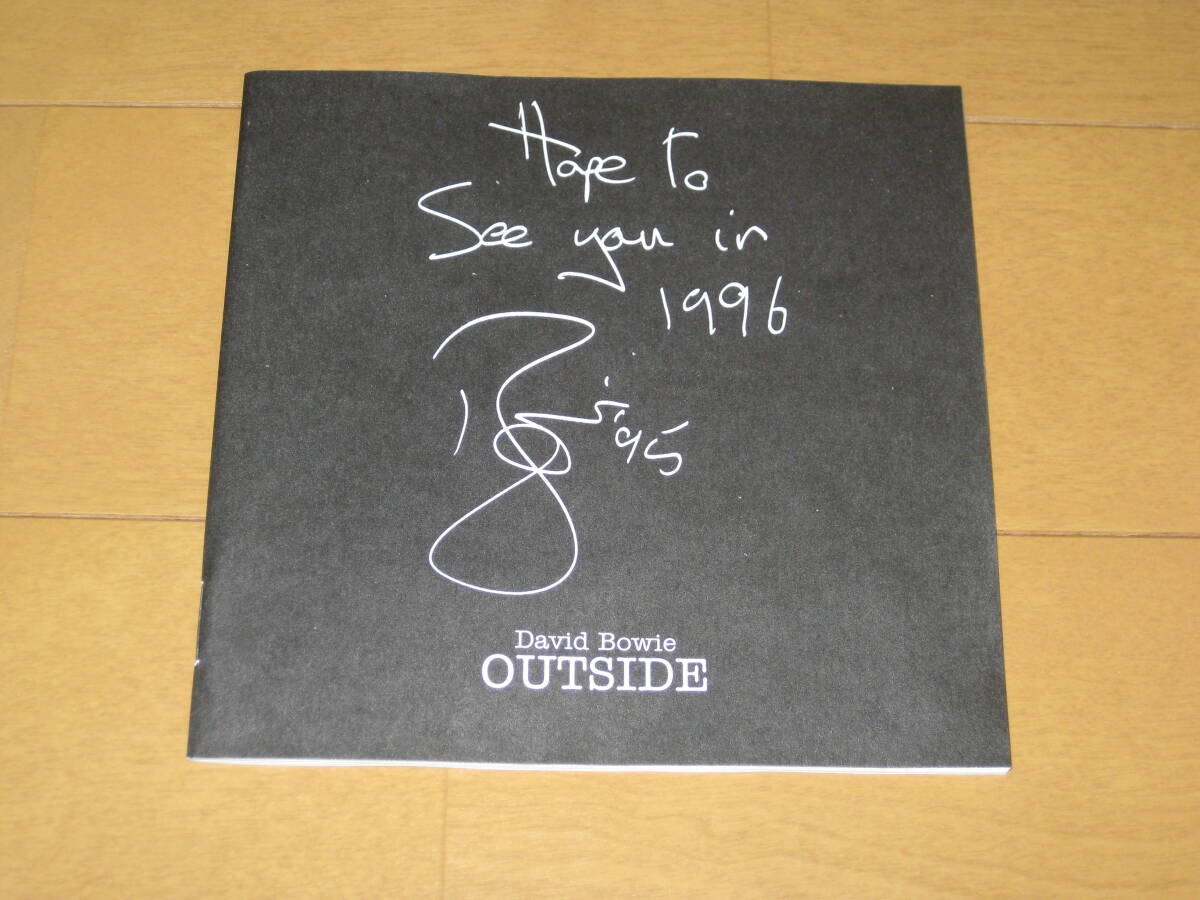 Hope to
See you in
1996
'95
David Bowie
OUTSIDE